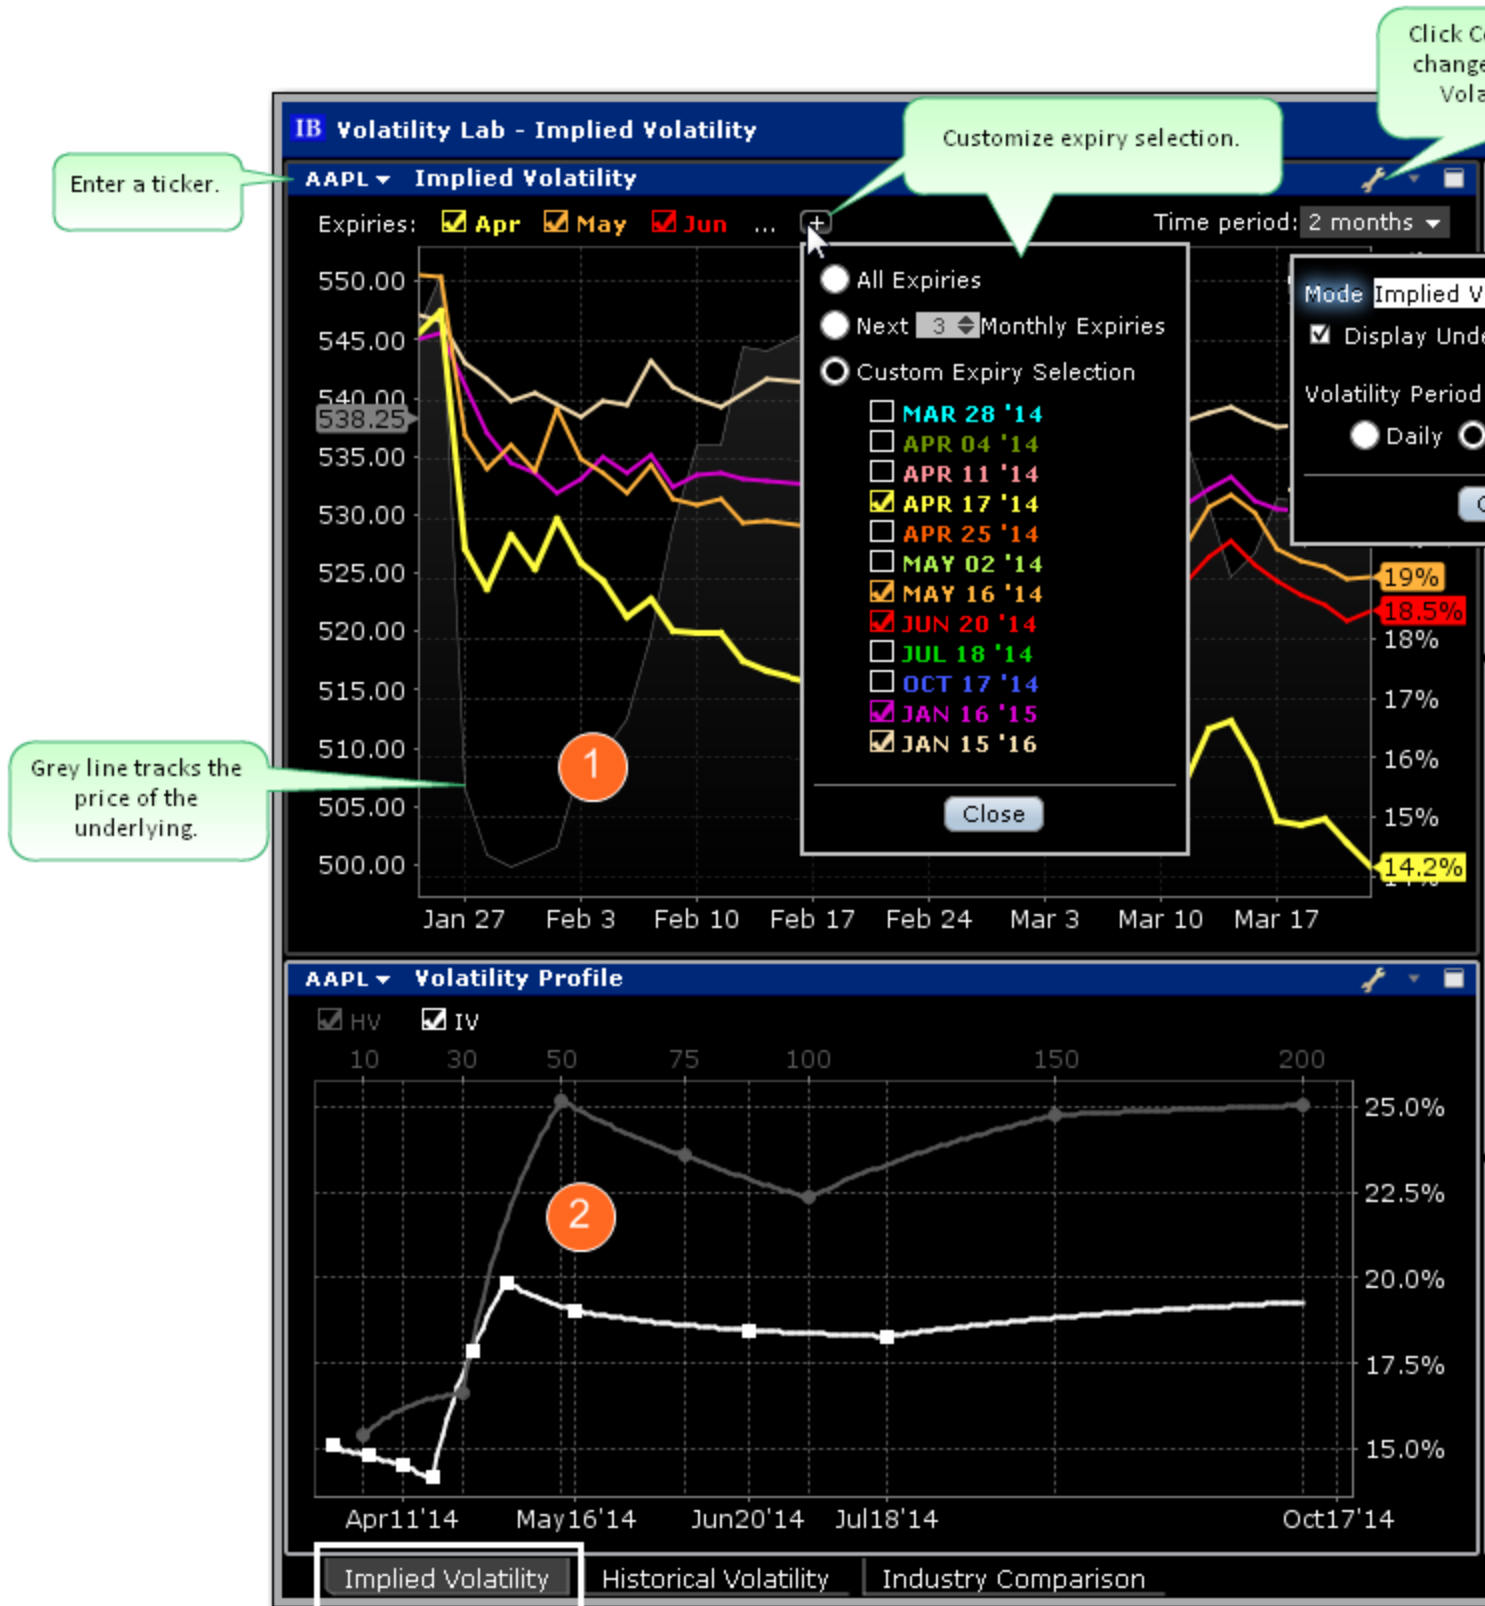 Click
change
Customize expiry selection.
IB Volatility Lab - Implied Volatility
Enter a ticker.
AAPL Implied Volatility
Expiries: Apr May Jun ... +
Time period: 2 months
550.00
545.00
540.00
538.25
535.00
530.00
525.00
520.00
515.00
510.00
505.00
500.00
All Expiries
Next 3 Monthly Expiries
Custom Expiry Selection
MAR 28 '14
APR 04 '14
APR 11 '14
APR 17 '14
APR 25 '14
MAY 02 '14
MAY 16 '14
JUN 20 '14
JUL 18 '14
OCT 17 '14
JAN 16 '15
JAN 15 '16
Close
Mode Implied V
Display Unde
Volatility Period
Daily
19%
18.5%
18%
17%
16%
15%
14.2%
Grey line tracks the
price of the
underlying.
1
Jan 27 Feb 3 Feb 10 Feb 17 Feb 24 Mar 3 Mar 10 Mar 17
AAPL Volatility Profile
HV IV
10 30 50 75 100 150 200
25.0%
22.5%
20.0%
17.5%
15.0%
2
Apr11'14 May16'14 Jun20'14 Jul18'14 Oct17'14
Implied Volatility Historical Volatility Industry Comparison